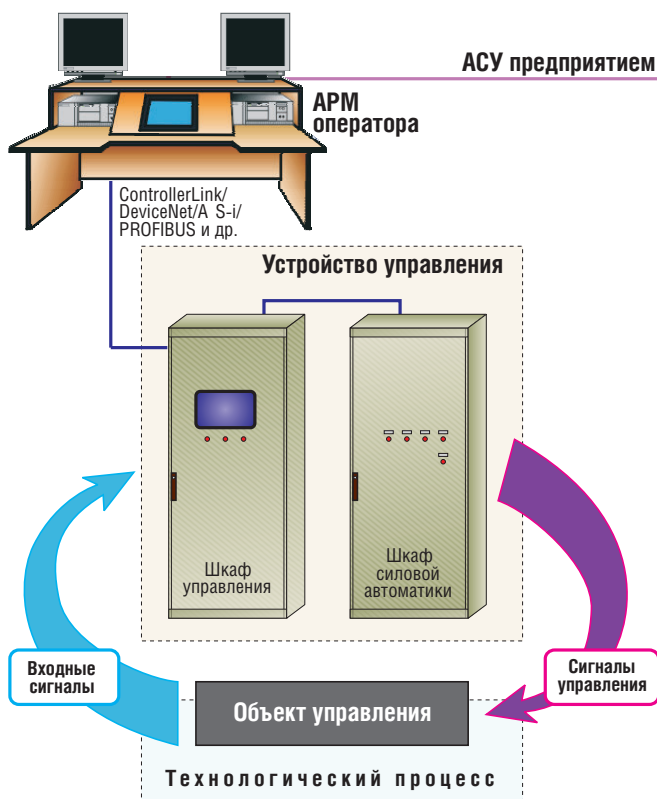 АСУ предприятием
АРМ
оператора
ControllerLink/
DeviceNet/A S-i/
PROFIBUS и др.
Устройство управления
Шкаф
управления
Шкаф
силовой
автоматики
Входные
сигналы
Сигналы
управления
Объект управления
Технологический процесс